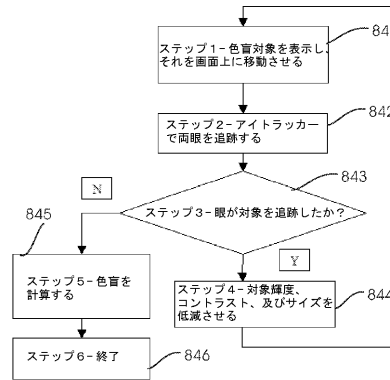 ステップ1-色盲対象を表示し、
それを画面上に移動させる
842
ステップ2-アイトラッカー
で両眼を追跡する
843
ステップ3-眼が対象を追跡したか？
N
Y
845
ステップ5-色盲を
計算する
ステップ4-対象輝度、
コントラスト、及びサイズを
低減させる
844
ステップ6-終了
846